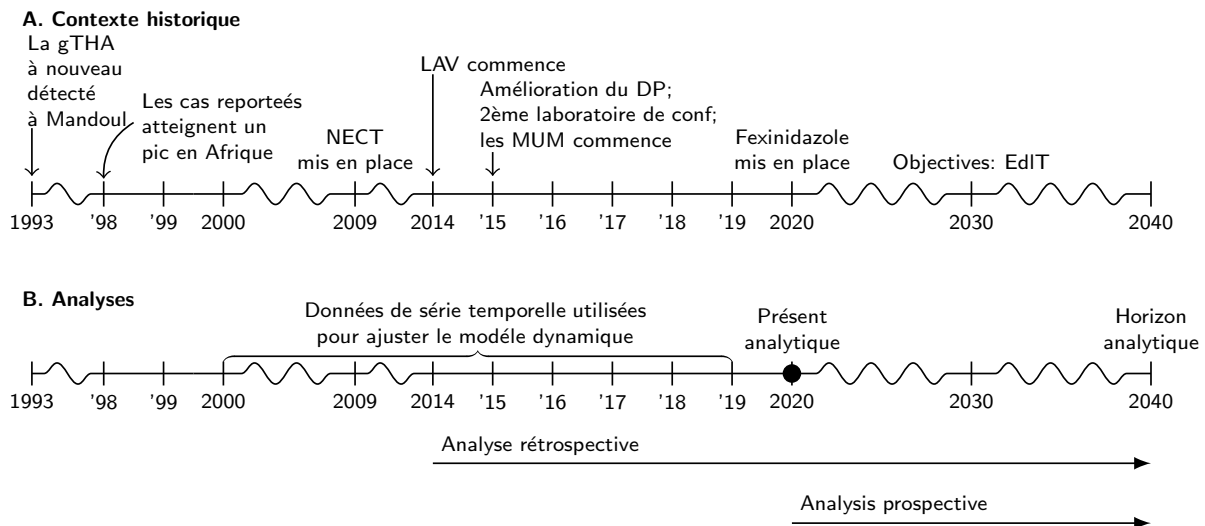 A. Contexte historique
La gTHA
à nouveau
détecté
à Mandoul
Les cas reporteés
atteignent un
pic en Afrique
NECT
mis en place
LAV commence
Amélioration du DP;
2ème laboratoire de conf;
les MUM commence
Fexinidazole
mis en place
Objectives: EdIT
1993 '98 '99 2000 2009 2014 '15 '16 '17 '18 '19 2020 2030 2040
B. Analyses
Données de série temporelle utilisées
pour ajuster le modéle dynamique
Présent
analytique
Horizon
analytique
1993 '98 '99 2000 2009 2014 '15 '16 '17 '18 '19 2020 2030 2040
Analyse rétrospective
Analysis prospective